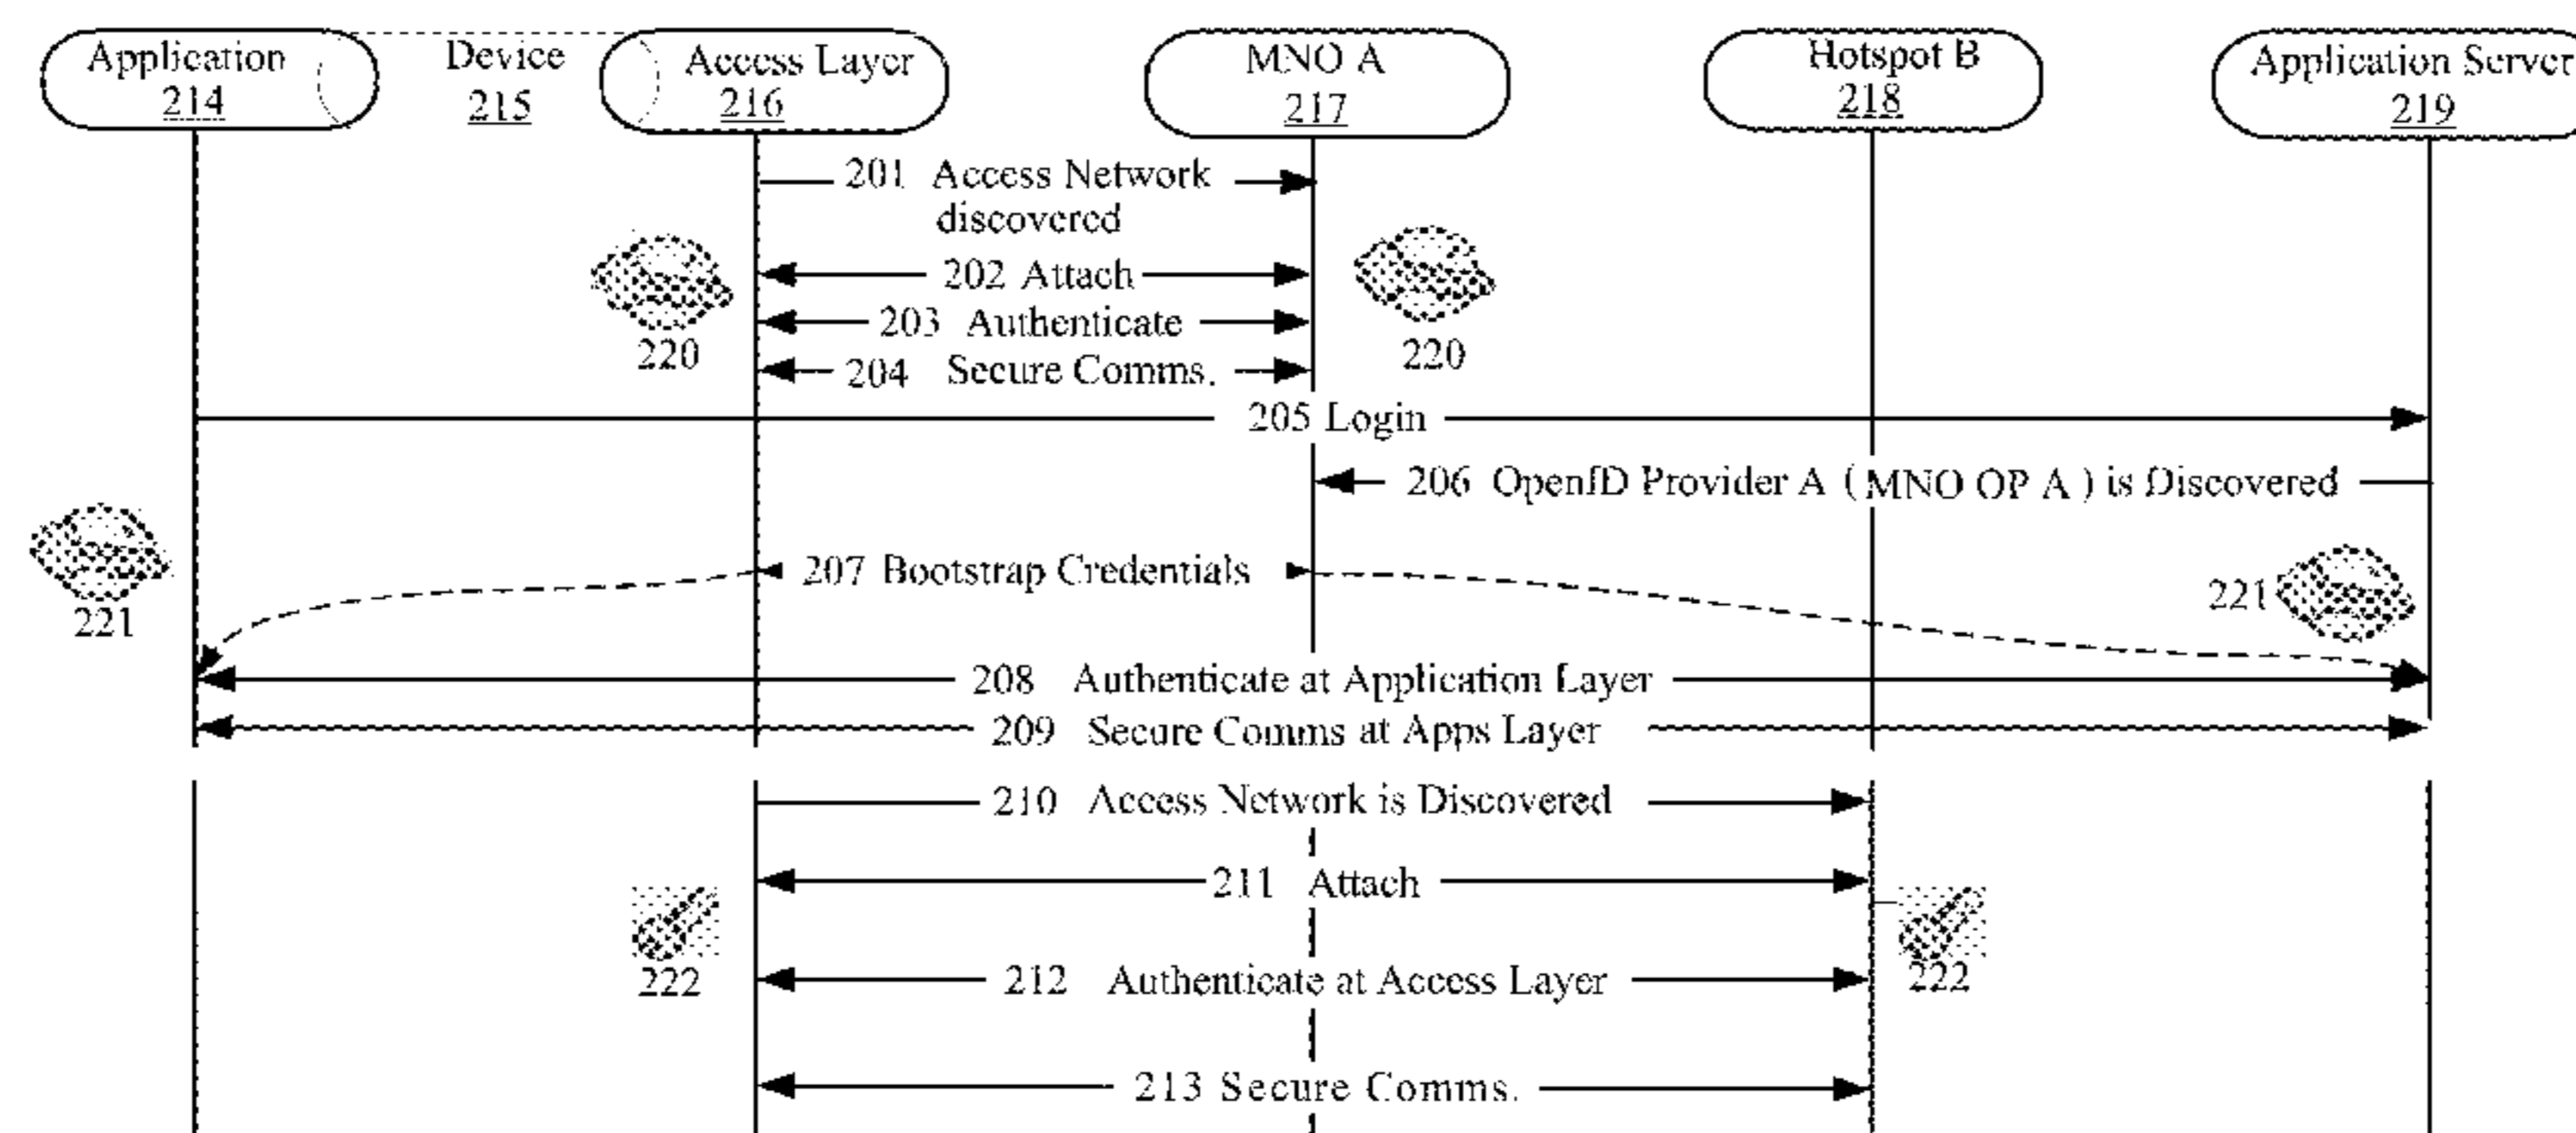 Application
214
Device
215
Access Layer
216
MNO A
217
Hotspot B
218
Application Server
219
201 Access Network
discovered
202 Attach
203 Authenticate
220
220
204 Secure Comms.
205 Login
206 OpenID Provider A (MNO OP A) is Discovered
207 Bootstrap Credentials
221
221
208 Authenticate at Application Layer
209 Secure Comms at Apps Layer
210 Access Network is Discovered
211 Attach
222
222
212 Authenticate at Access Layer
213 Secure Comms.